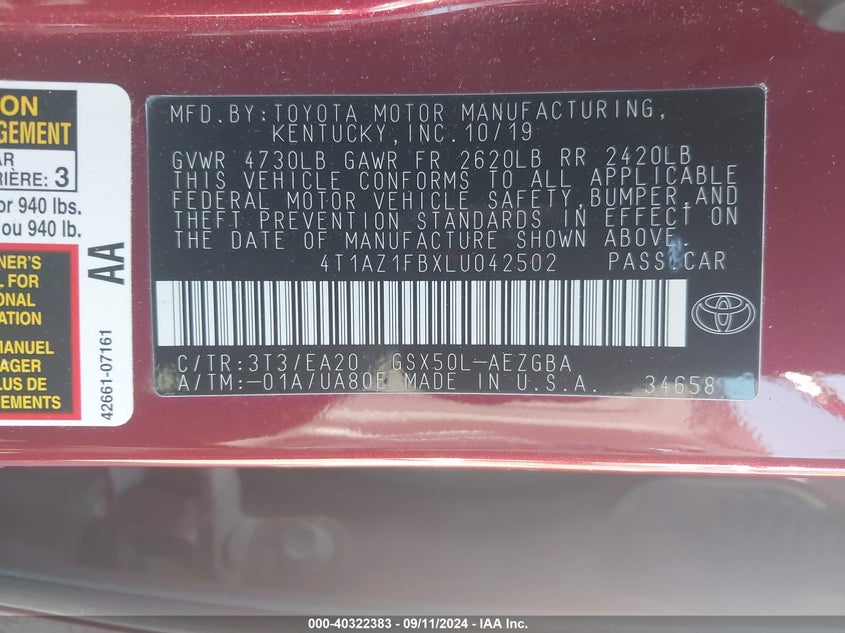 ON
GEMENT
AR
RIÈRE: 3
or 940 lbs.
ou 940 lb.
AA
NER'S
L FOR
ONAL
ATION
MANUEL
AGER
LUS DE
EMENTS
42661-07161
MFD.BY:TOYOTA MOTOR MANUFACTURING,
KENTUCKY,INC.10/19
GVWR 4730LB GAWR FR 2620LB RR 2420LB
THIS VEHICLE CONFORMS TO ALL APPLICABLE
FEDERAL MOTOR VEHICLE SAFETY,BUMPER,AND
THEFT PREVENTION STANDARDS IN EFFECT ON
THE DATE OF MANUFACTURE SHOWN ABOVE.
4T1AZ1FBXLU042502 PASS.CAR
C/TR:3T3/EA20 GSX50L-AEZGBA
A/TM:-01A/UA80E MADE IN U.S.A. 34658
000-40322383 - 09/11/2024 - IAA Inc.